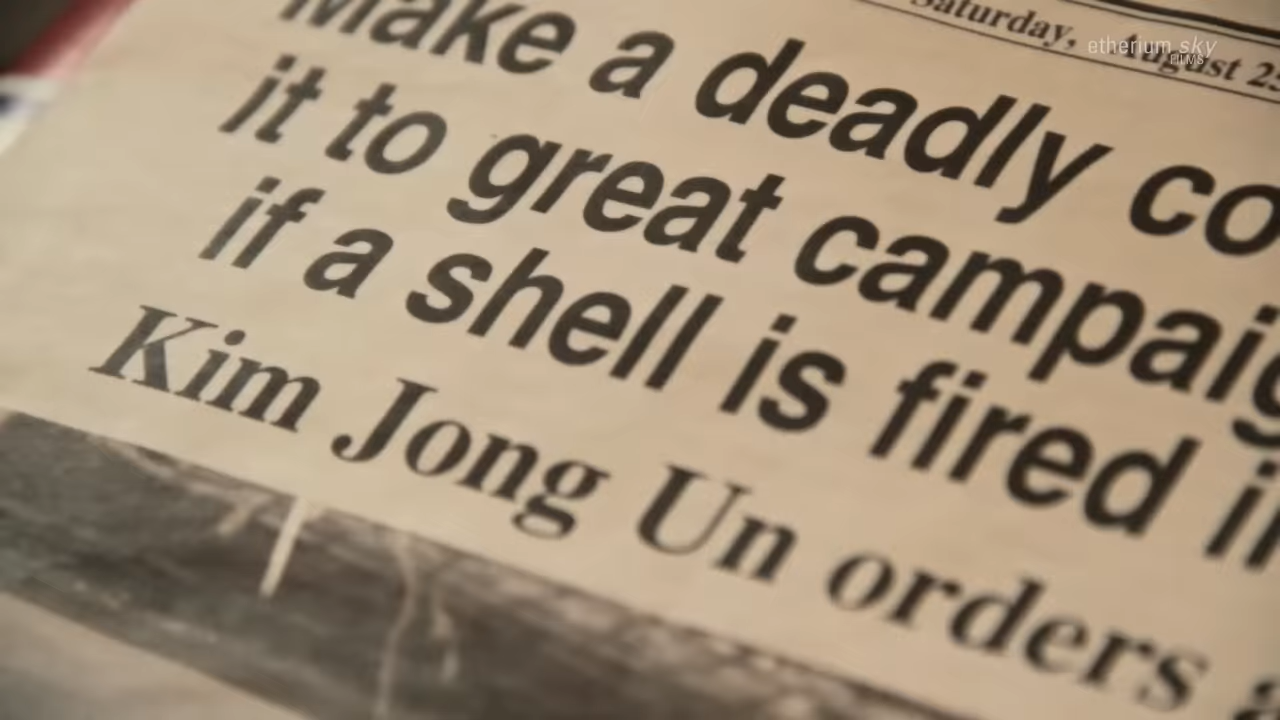 Saturday, August 25
etherium sky
FILMS
Make a deadly co
it to great campaig
if a shell is fired i
Kim Jong Un orders a